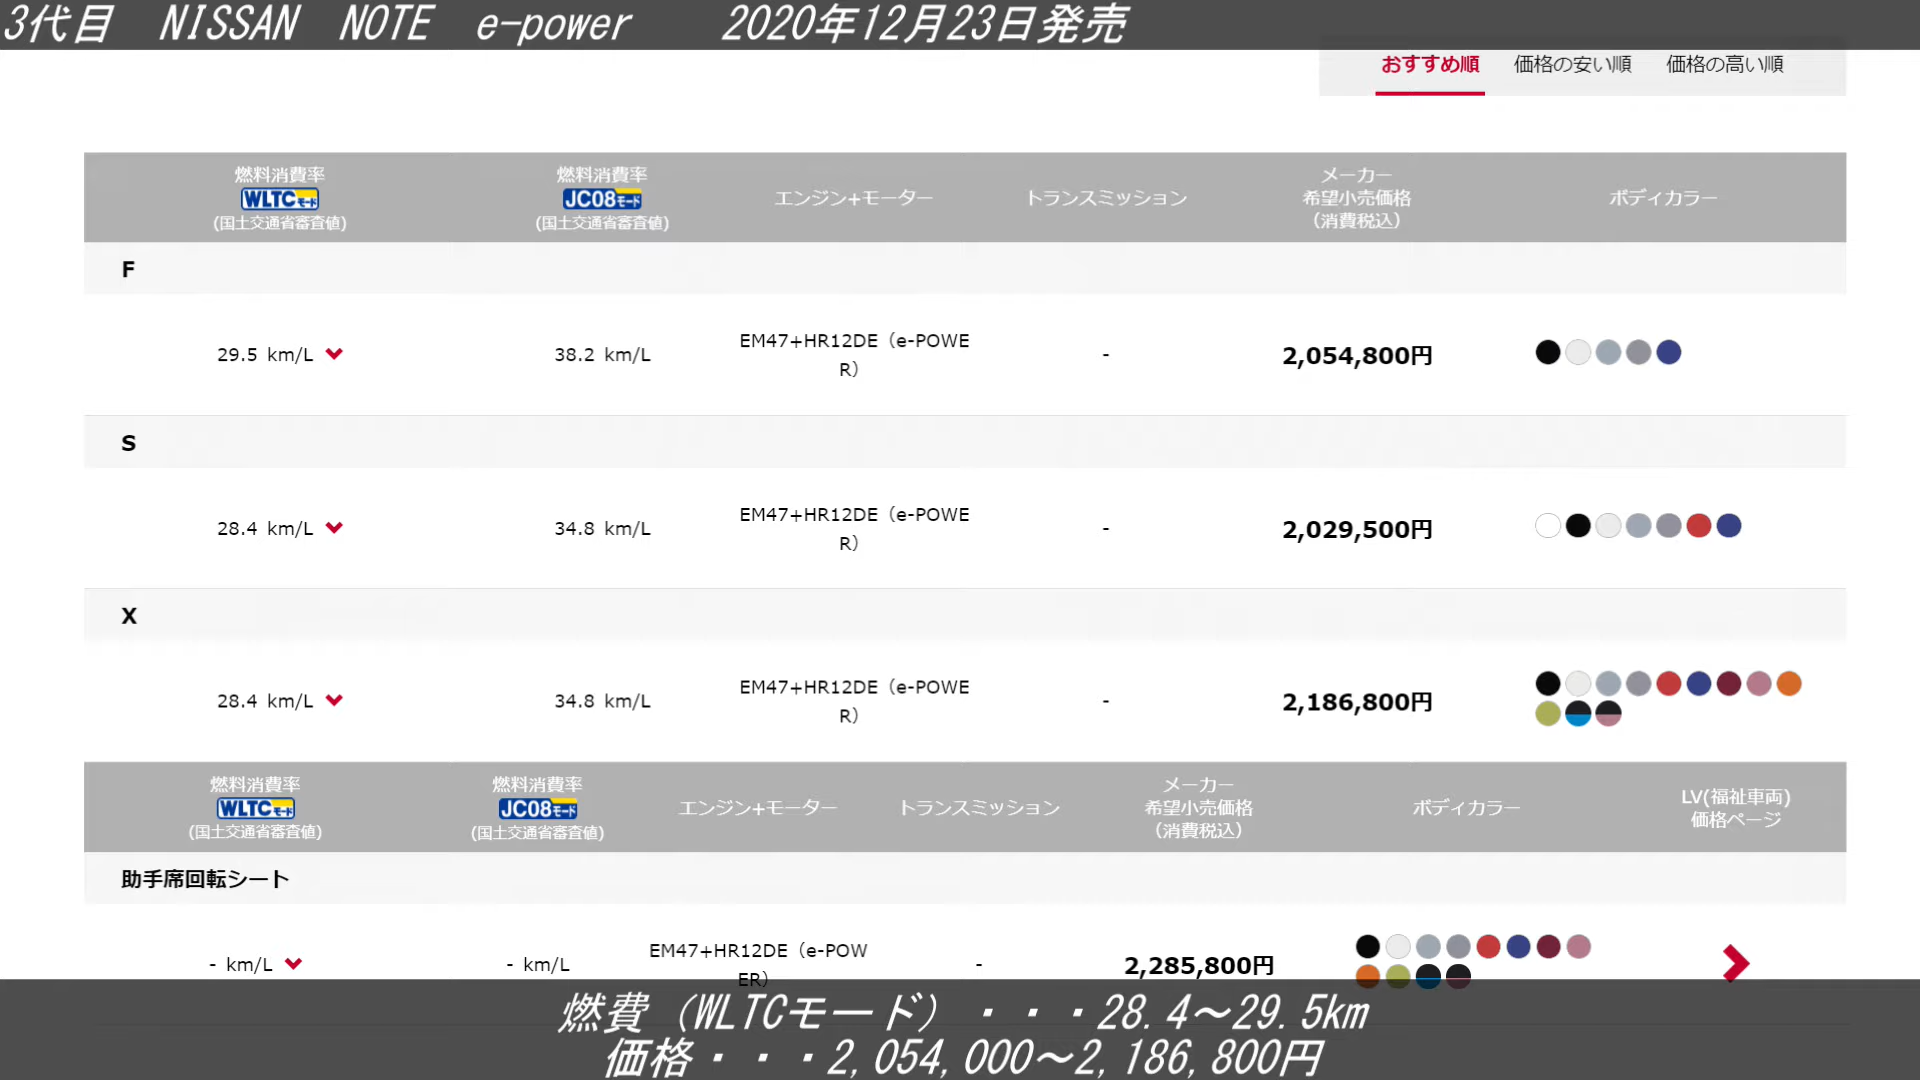 3代目　NISSAN　NOTE　e-power　　2020年12月23日発売
おすすめ順 価格の安い順 価格の高い順
燃料消費率
WLTCモード
(国土交通省審査値)
燃料消費率
JC08モード
(国土交通省審査値)
エンジン+モーター
トランスミッション
メーカー
希望小売価格
（消費税込）
ボディカラー
F
29.5 km/L
38.2 km/L
EM47+HR12DE（e-POWE
R）
-
2,054,800円
S
28.4 km/L
34.8 km/L
EM47+HR12DE（e-POWE
R）
-
2,029,500円
X
28.4 km/L
34.8 km/L
EM47+HR12DE（e-POWE
R）
-
2,186,800円
燃料消費率
WLTCモード
(国土交通省審査値)
燃料消費率
JC08モード
(国土交通省審査値)
エンジン+モーター
トランスミッション
メーカー
希望小売価格
（消費税込）
ボディカラー
LV(福祉車両)
価格ページ
助手席回転シート
- km/L
- km/L
EM47+HR12DE（e-POW
ER）
-
2,285,800円
燃費（WLTCモード）・・・28.4～29.5km
価格・・・2,054,000～2,186,800円